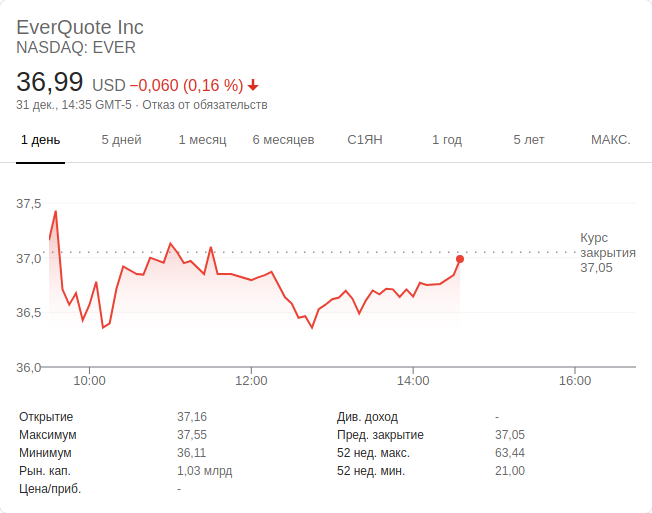 EverQuote Inc
NASDAQ: EVER
36,99 USD −0,060 (0,16 %)
31 дек., 14:35 GMT-5 · Отказ от обязательств
1 день 5 дней 1 месяц 6 месяцев С1ЯН 1 год 5 лет МАКС.
37,5
37,0
36,5
36,0
Курс
закрытия
37,05
10:00 12:00 14:00 16:00
Открытие 37,16 Див. доход -
Максимум 37,55 Пред. закрытие 37,05
Минимум 36,11 52 нед. макс. 63,44
Рын. кап. 1,03 млрд 52 нед. мин. 21,00
Цена/приб. -